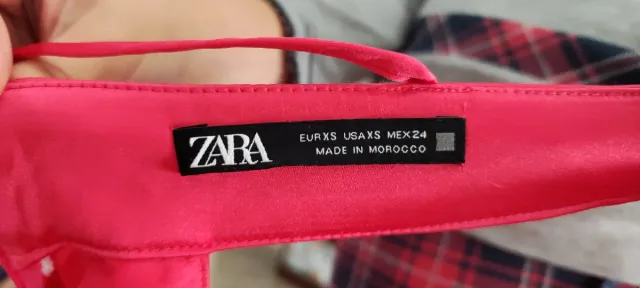 ZARA
EUR XS USA XS MEX 24
MADE IN MOROCCO